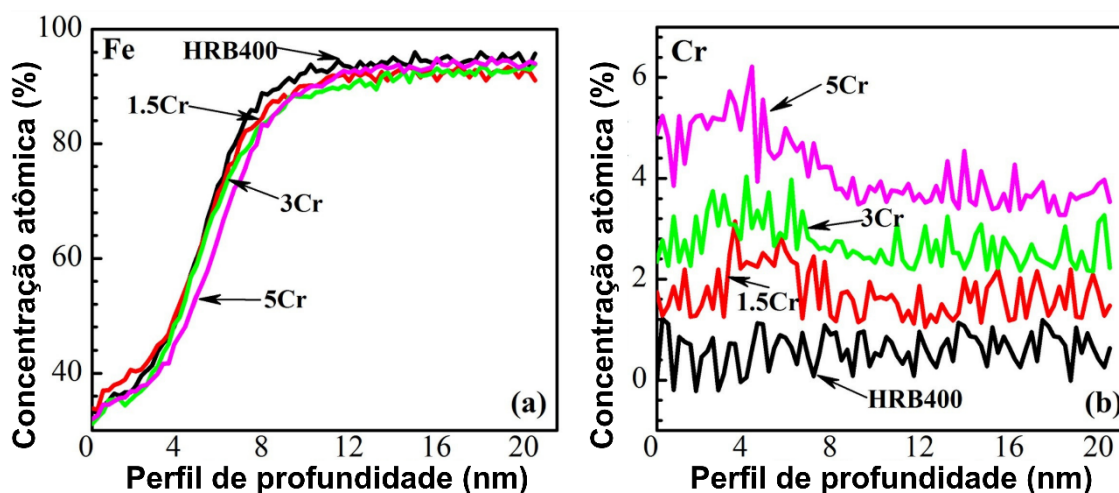 Fe
HRB400
1.5Cr
3Cr
5Cr
(a)
100
80
60
40
0
4
8
12
16
20
Concentração atômica (%)
Perfil de profundidade (nm)
Cr
5Cr
3Cr
1.5Cr
HRB400
(b)
6
4
2
0
0
4
8
12
16
20
Concentração atômica (%)
Perfil de profundidade (nm)